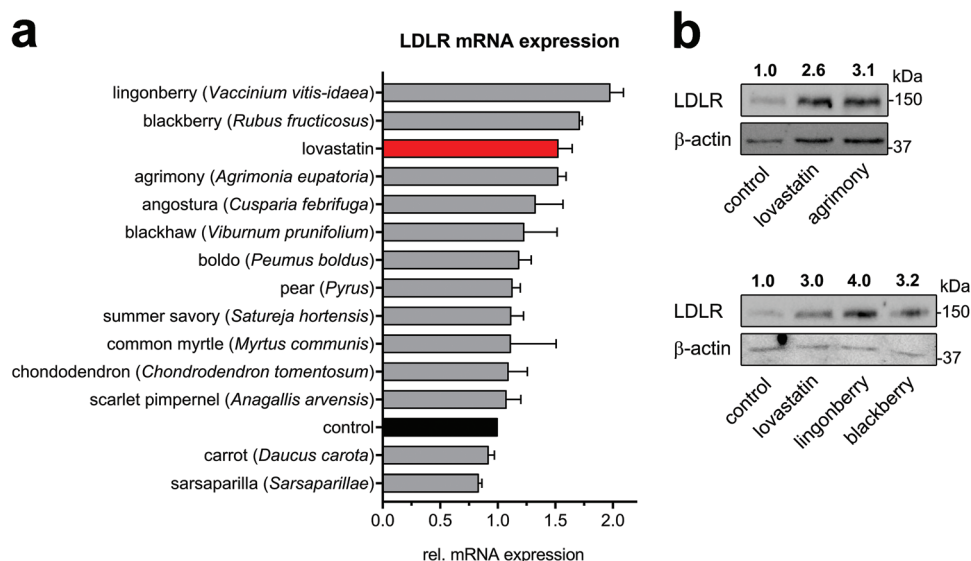 a
LDLR mRNA expression
lingonberry (Vaccinium vitis-idaea)
blackberry (Rubus fructicosus)
lovastatin
agrimony (Agrimonia eupatoria)
angostura (Cusparia febrifuga)
blackhaw (Viburnum prunifolium)
boldo (Peumus boldus)
pear (Pyrus)
summer savory (Satureja hortensis)
common myrtle (Myrtus communis)
chondodendron (Chondrodendron tomentosum)
scarlet pimpernel (Anagallis arvensis)
control
carrot (Daucus carota)
sarsaparilla (Sarsaparillae)
0.0 0.5 1.0 1.5 2.0
rel. mRNA expression
b
1.0 2.6 3.1 kDa
LDLR -150
β-actin -37
control lovastatin agrimony
1.0 3.0 4.0 3.2 kDa
LDLR -150
β-actin -37
control lovastatin lingonberry blackberry